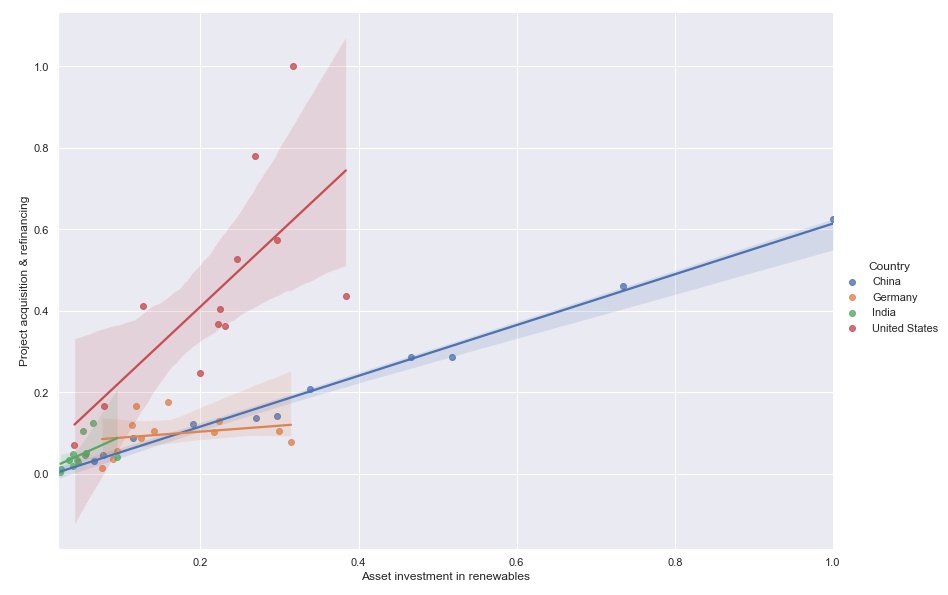 1.0
0.8
0.6
0.4
0.2
0.0
Project acquisition & refinancing
0.2
0.4
0.6
0.8
1.0
Asset investment in renewables
Country
China
Germany
India
United States